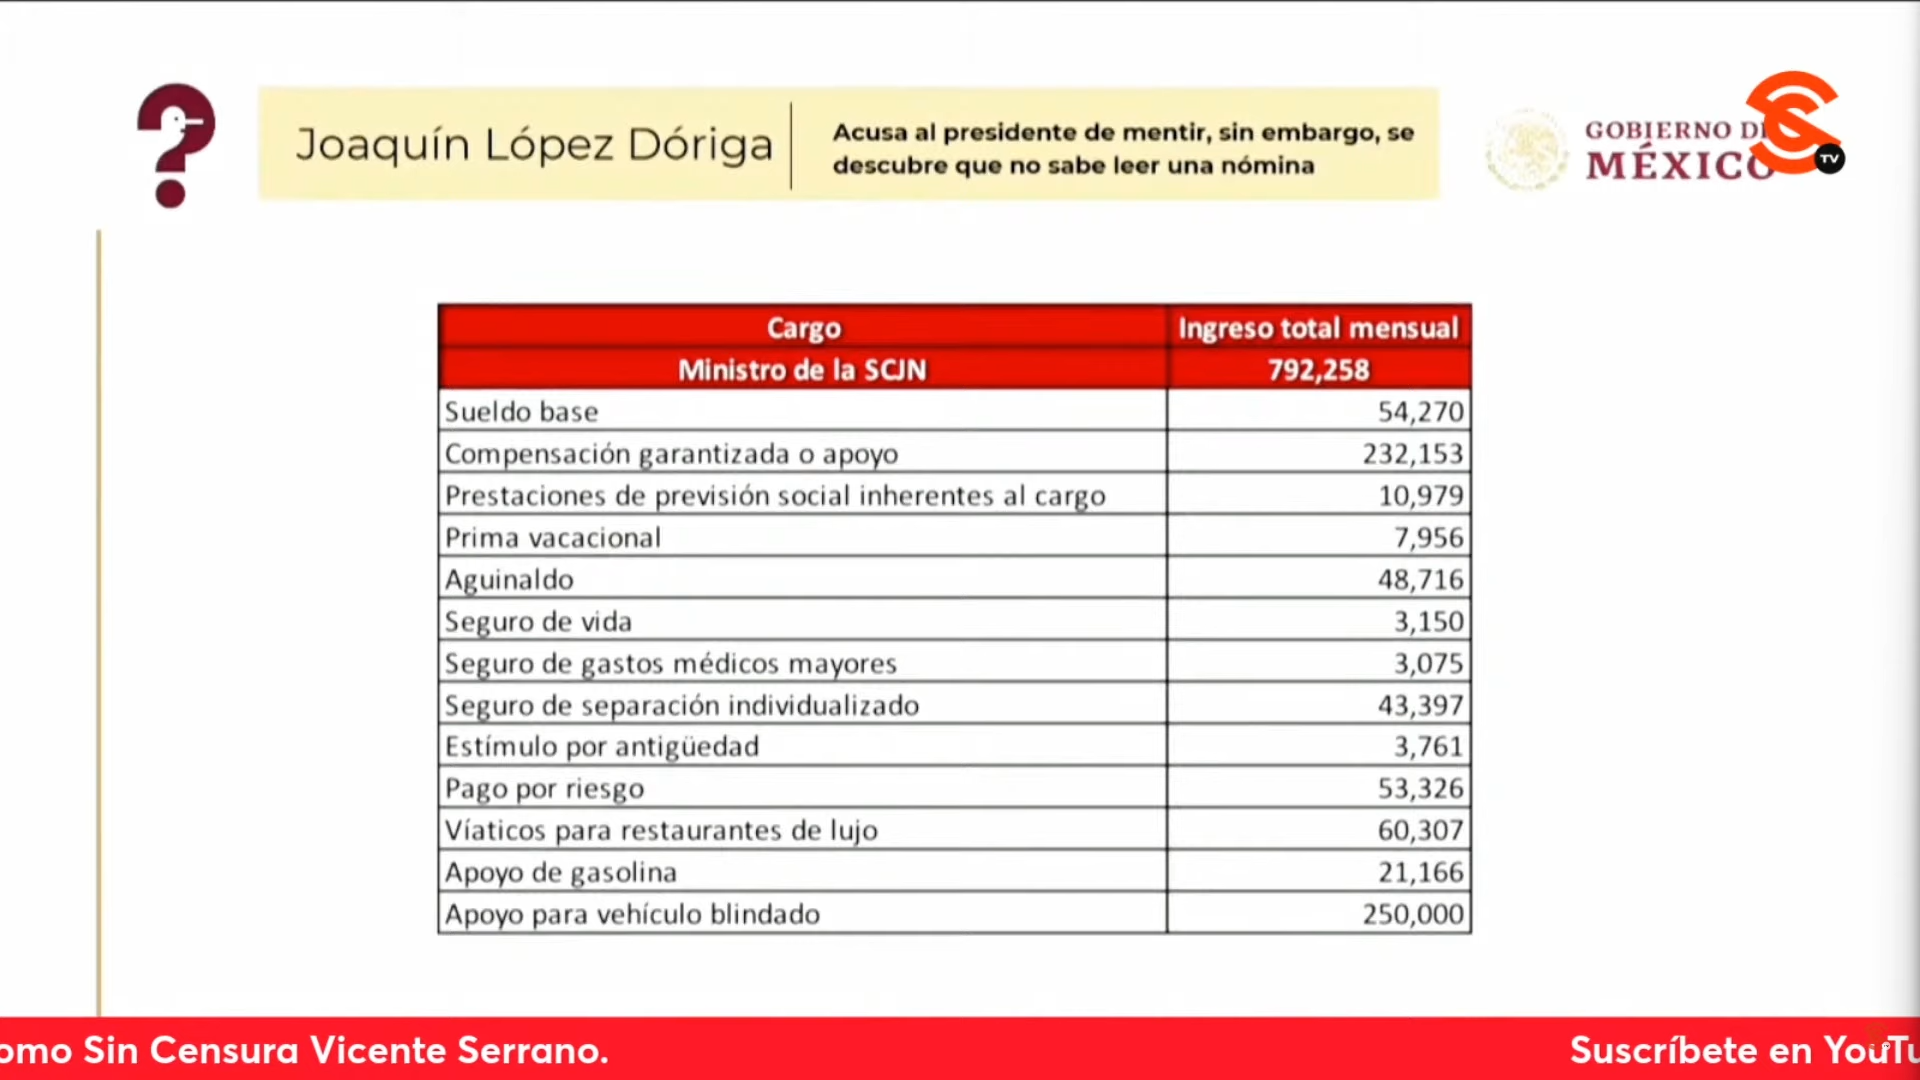 Joaquín López Dóriga
Acusa al presidente de mentir, sin embargo, se
descubre que no sabe leer una nómina
GOBIERNO DE
MÉXICO
TV
Cargo Ingreso total mensual
Ministro de la SCJN 792,258
Sueldo base 54,270
Compensación garantizada o apoyo 232,153
Prestaciones de previsión social inherentes al cargo 10,979
Prima vacacional 7,956
Aguinaldo 48,716
Seguro de vida 3,150
Seguro de gastos médicos mayores 3,075
Seguro de separación individualizado 43,397
Estímulo por antigüedad 3,761
Pago por riesgo 53,326
Víaticos para restaurantes de lujo 60,307
Apoyo de gasolina 21,166
Apoyo para vehículo blindado 250,000
omo Sin Censura Vicente Serrano. Suscríbete en YouTu